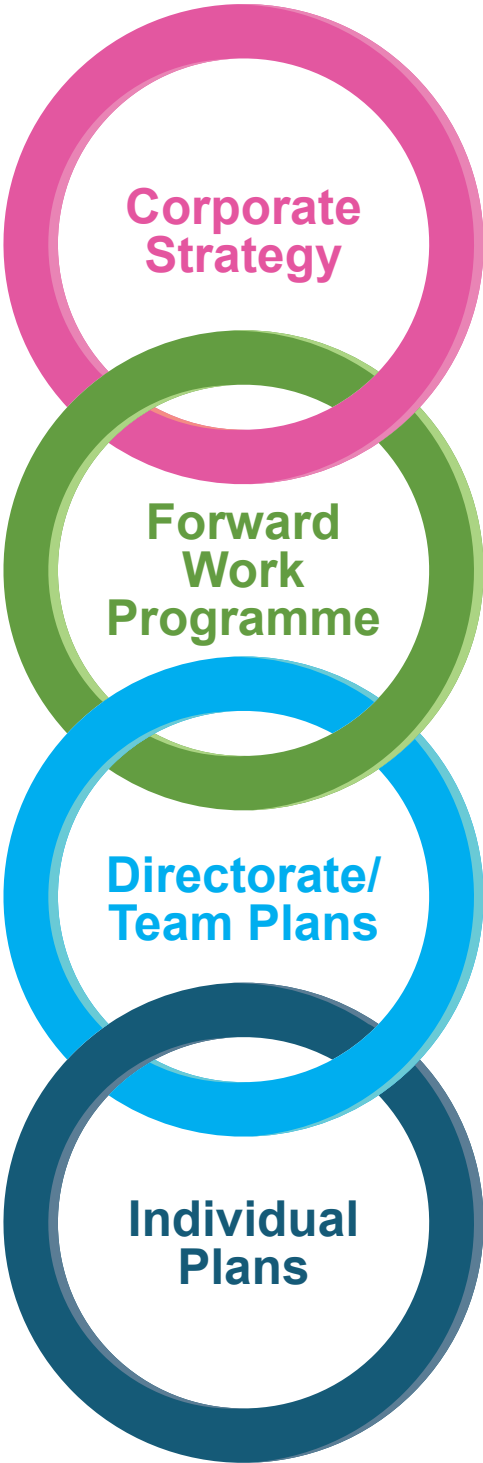 Corporate
Strategy
Forward
Work
Programme
Directorate/
Team Plans
Individual
Plans